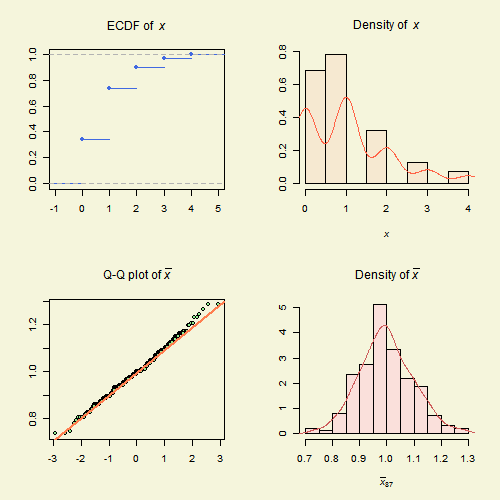 ECDF of x
Density of x
0.0 0.2 0.4 0.6 0.8 1.0
-1 0 1 2 3 4 5
0.0 0.2 0.4 0.6 0.8
0 1 2 3 4
x
Q-Q plot of x̅
Density of x̅
0.8 1.0 1.2
-3 -2 -1 0 1 2 3
0 1 2 3 4 5
0.7 0.8 0.9 1.0 1.1 1.2 1.3
x̅87